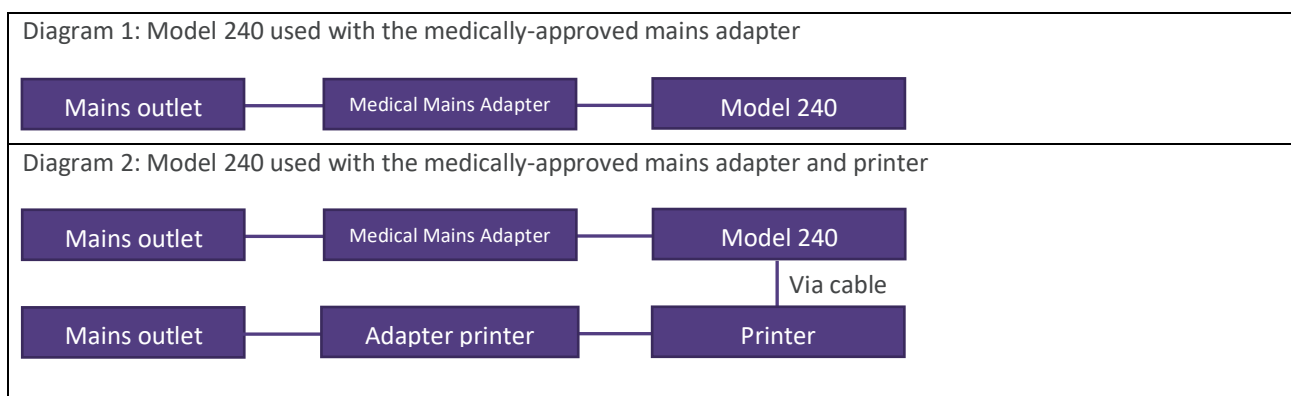 Diagram 1: Model 240 used with the medically-approved mains adapter
Mains outlet Medical Mains Adapter Model 240
Diagram 2: Model 240 used with the medically-approved mains adapter and printer
Mains outlet Medical Mains Adapter Model 240
Via cable
Mains outlet Adapter printer Printer